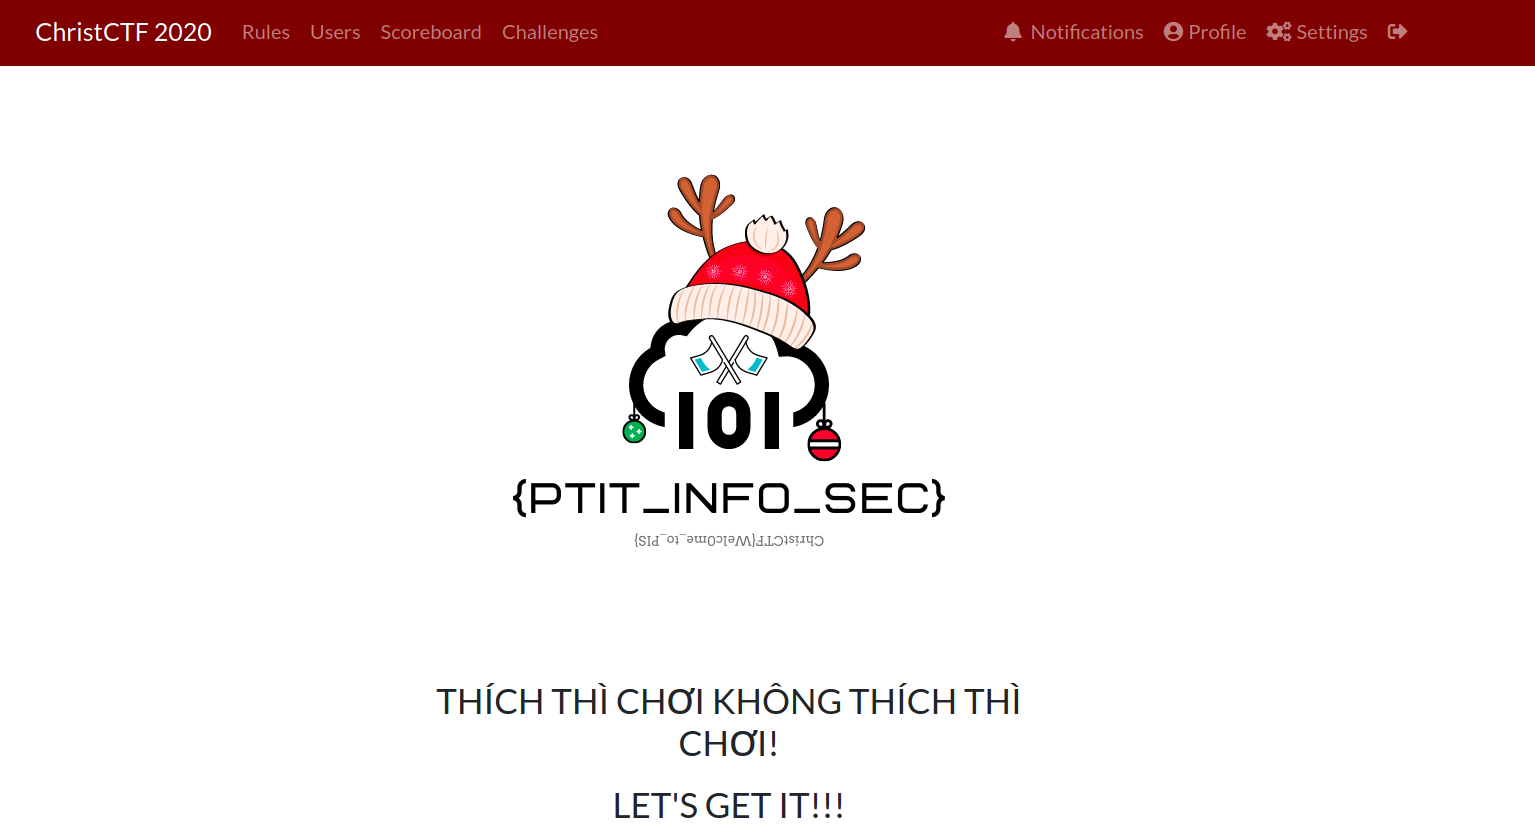 ChristCTF 2020 Rules Users Scoreboard Challenges Notifications Profile Settings
101
{PTIT_INFO_SEC}
ChristCTF{Welc0me_to_PIS}
THÍCH THÌ CHƠI KHÔNG THÍCH THÌ
CHƠI!
LET'S GET IT!!!